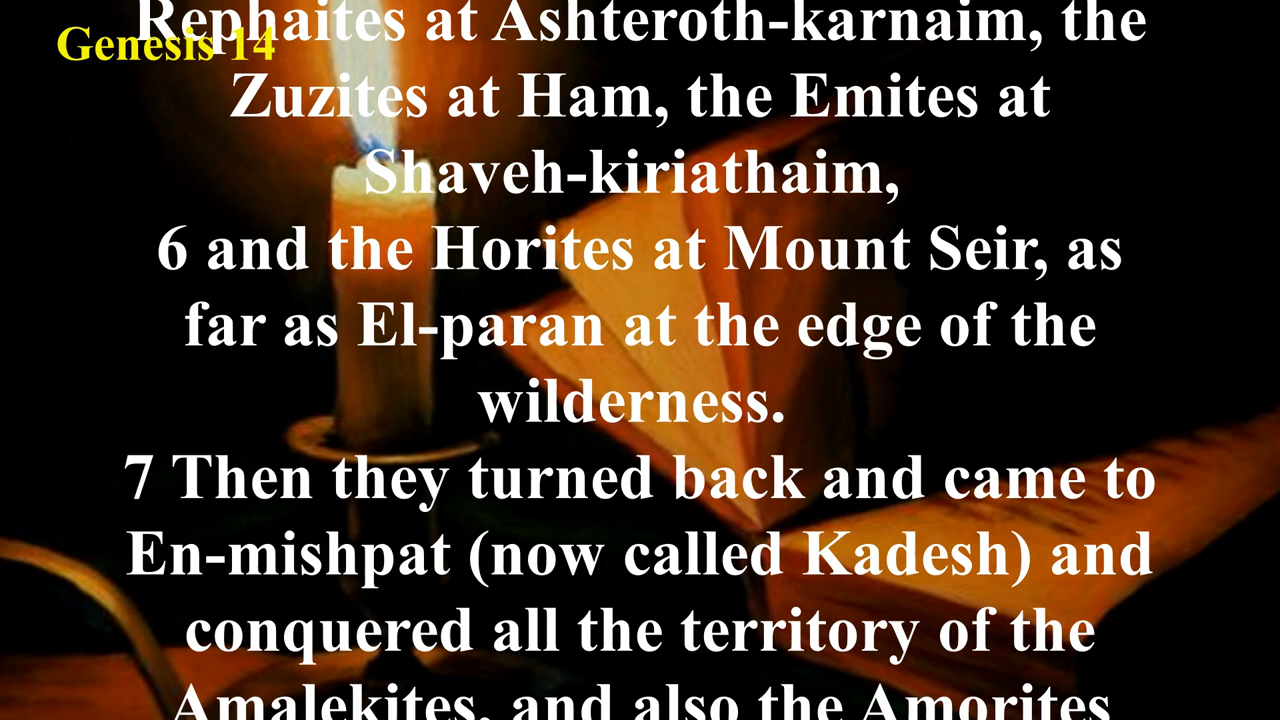 Genesis 14
Rephaites at Ashteroth-karnaim, the
Zuzites at Ham, the Emites at
Shaveh-kiriathaim,
6 and the Horites at Mount Seir, as
far as El-paran at the edge of the
wilderness.
7 Then they turned back and came to
En-mishpat (now called Kadesh) and
conquered all the territory of the
Amalekites, and also the Amorites